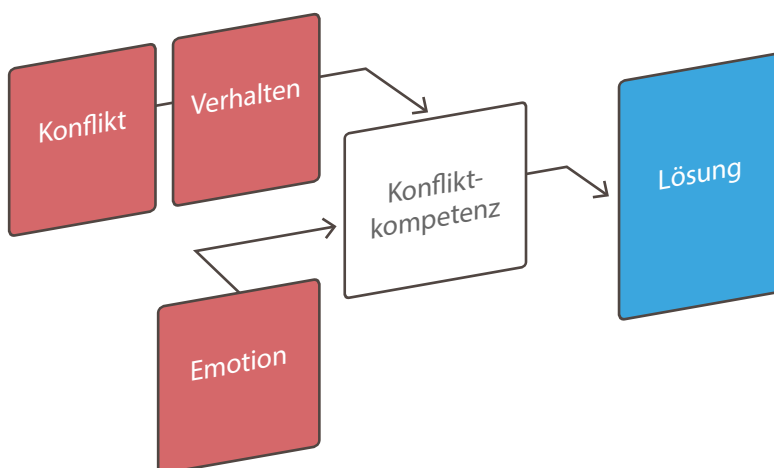 Konflikt
Verhalten
Konflikt-
kompetenz
Lösung
Emotion